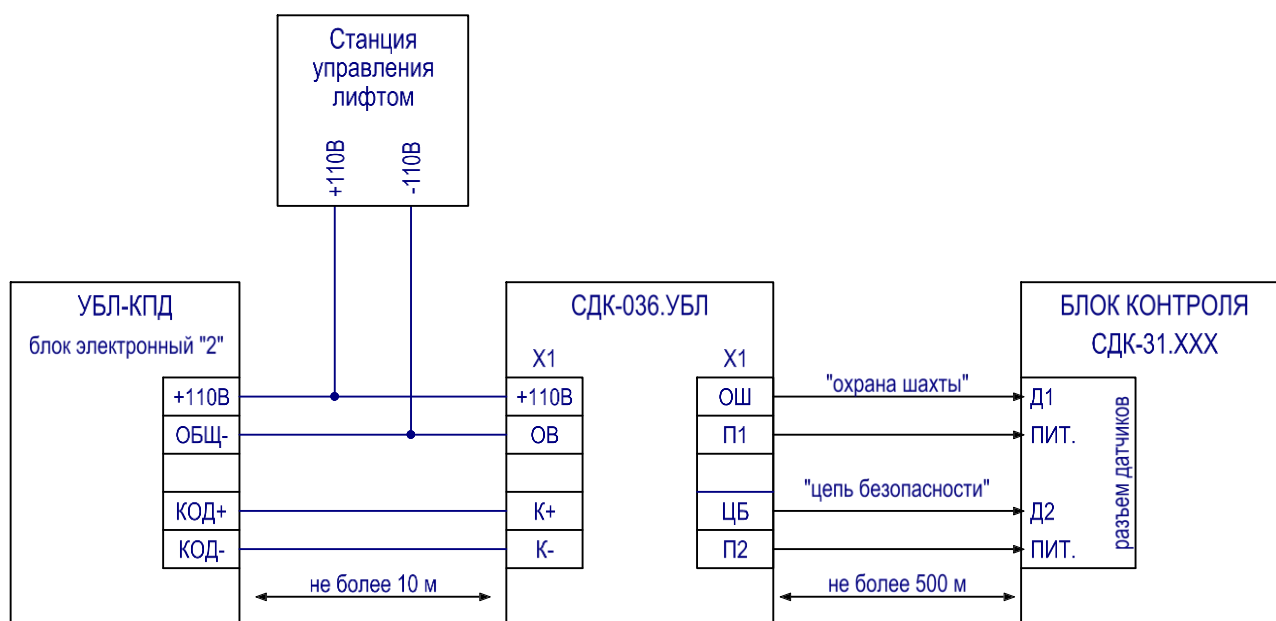 Станция
управления
лифтом
+110В
-110В
УБЛ-КПД
блок электронный "2"
+110В
ОБЩ-
КОД+
КОД-
не более 10 м
СДК-036.УБЛ
X1
+110В
ОВ
К+
К-
X1
ОШ
П1
ЦБ
П2
"охрана шахты"
"цепь безопасности"
не более 500 м
БЛОК КОНТРОЛЯ
СДК-31.XXX
Д1
ПИТ.
Д2
ПИТ.
разъем датчиков